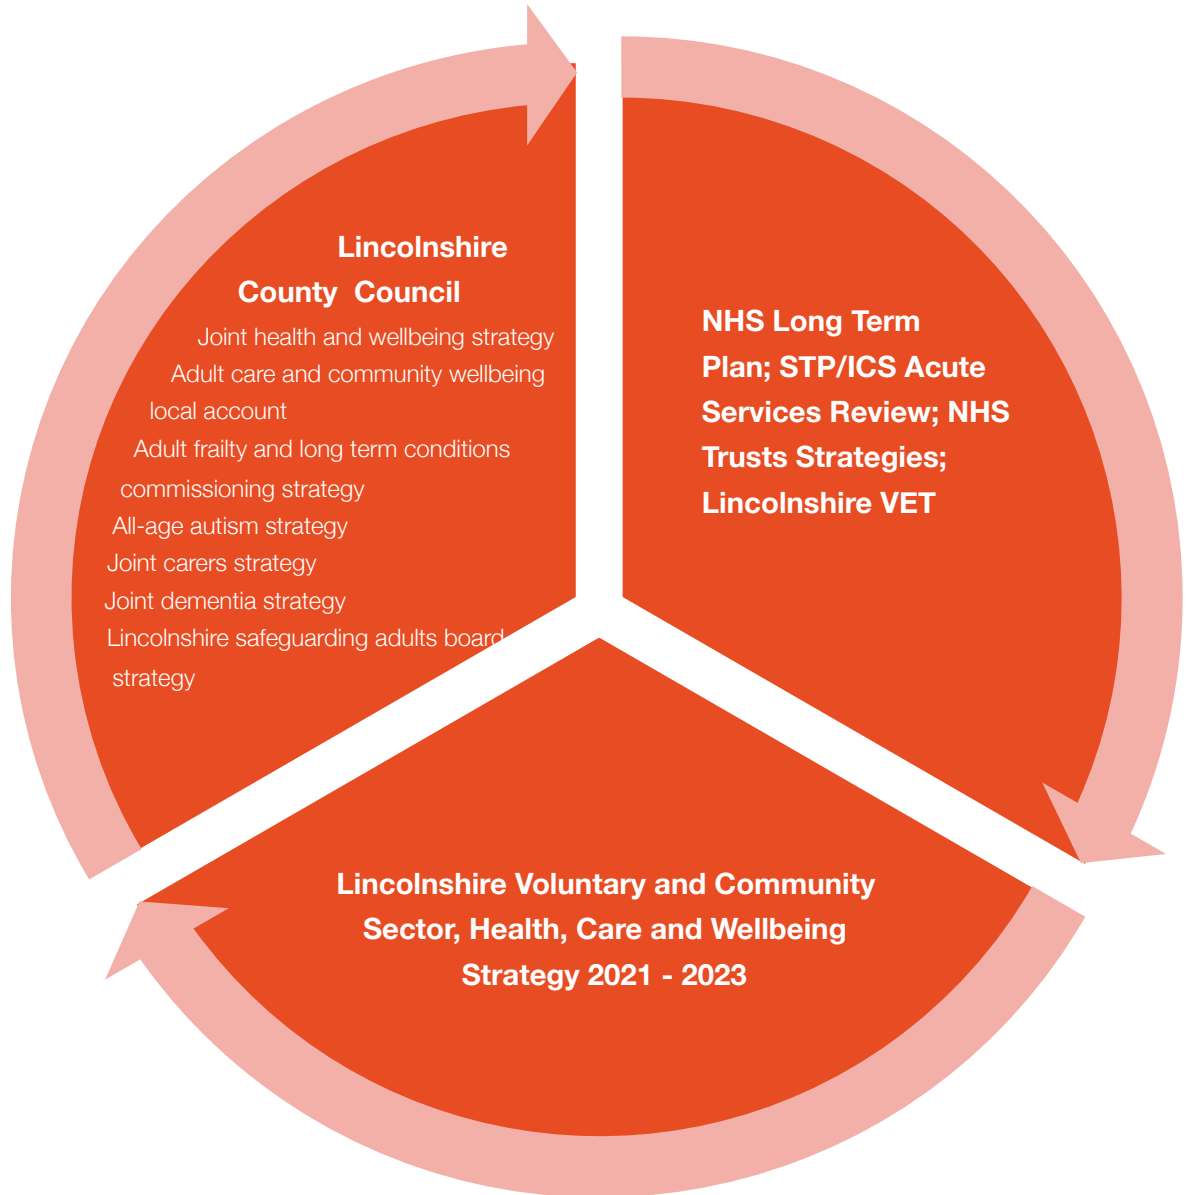 Lincolnshire
County Council
Joint health and wellbeing strategy
Adult care and community wellbeing
local account
Adult frailty and long term conditions
commissioning strategy
All-age autism strategy
Joint carers strategy
Joint dementia strategy
Lincolnshire safeguarding adults board
strategy
NHS Long Term
Plan; STP/ICS Acute
Services Review; NHS
Trusts Strategies;
Lincolnshire VET
Lincolnshire Voluntary and Community
Sector, Health, Care and Wellbeing
Strategy 2021 - 2023